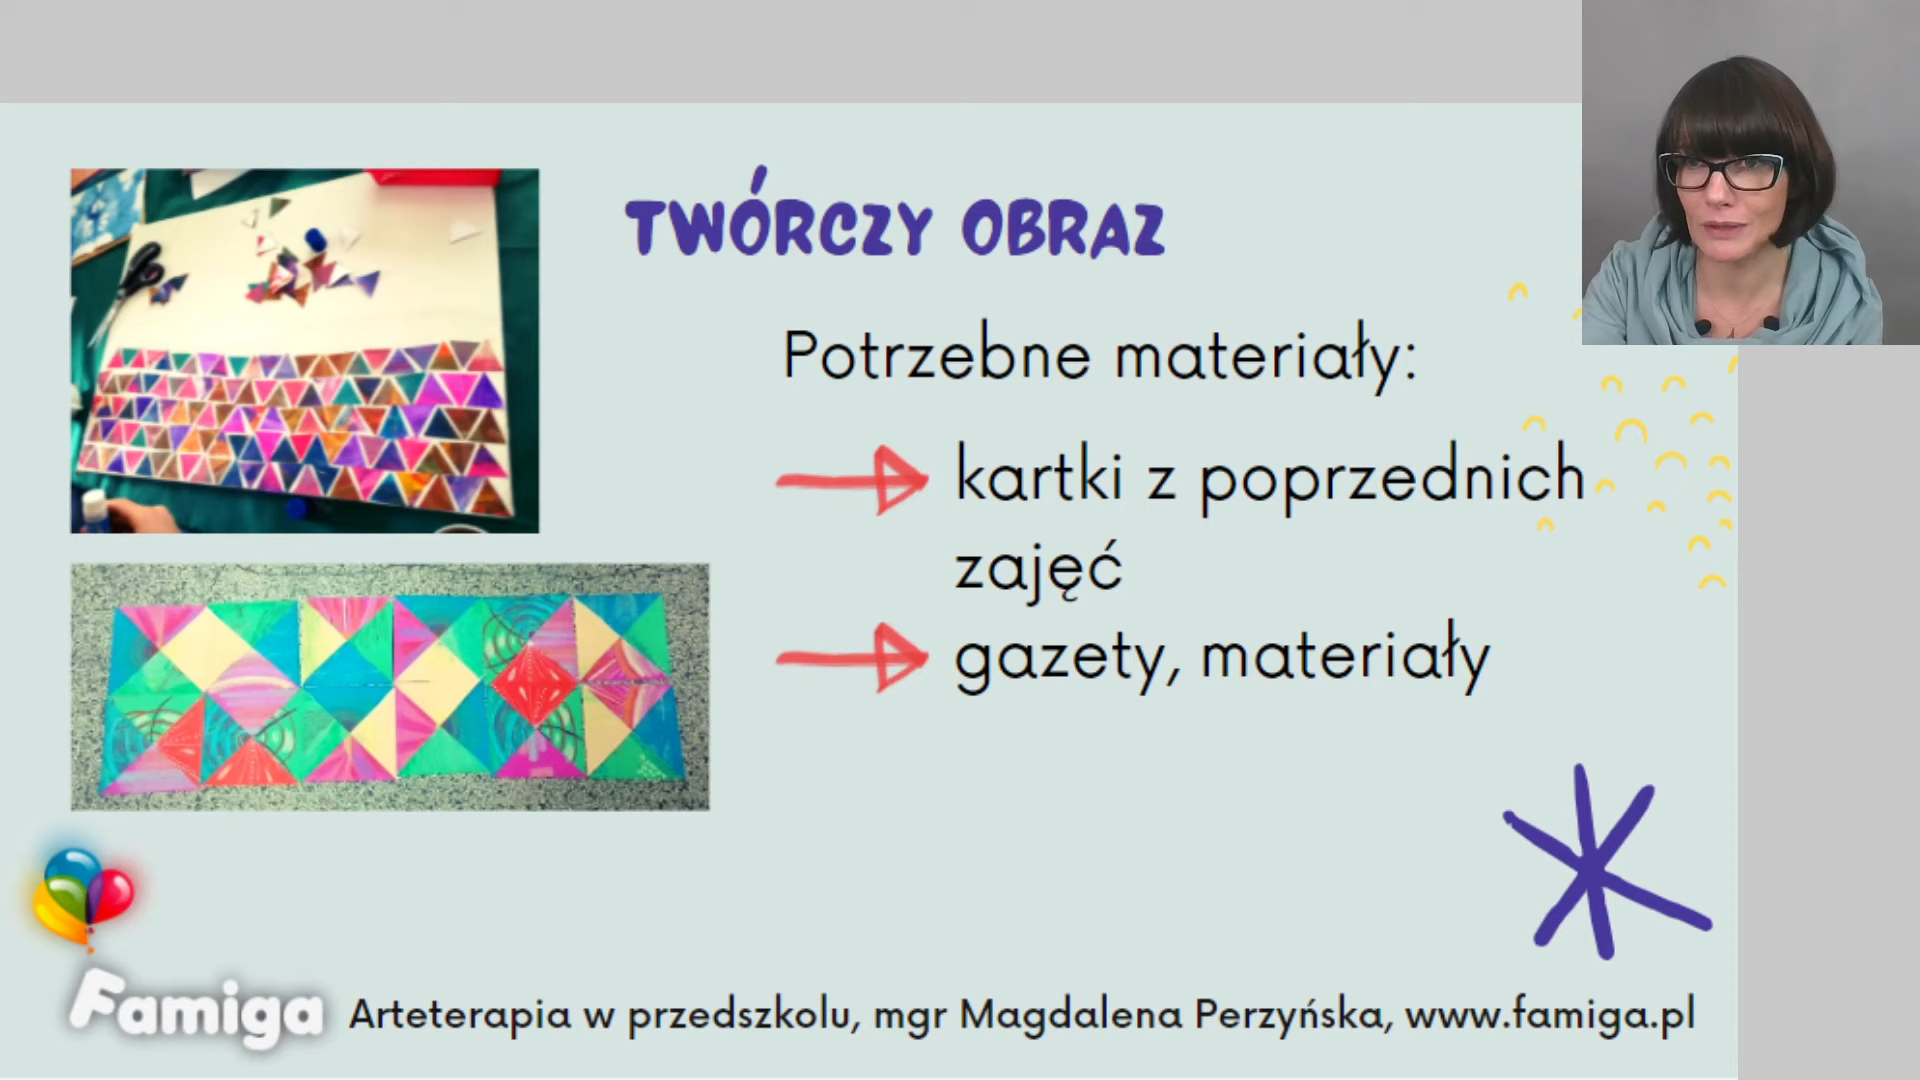 TWÓRCZY OBRAZ
Potrzebne materiały:
kartki z poprzednich
zajęć
gazety, materiały
Famiga
Arteterapia w przedszkolu, mgr Magdalena Perzyńska, www.famiga.pl